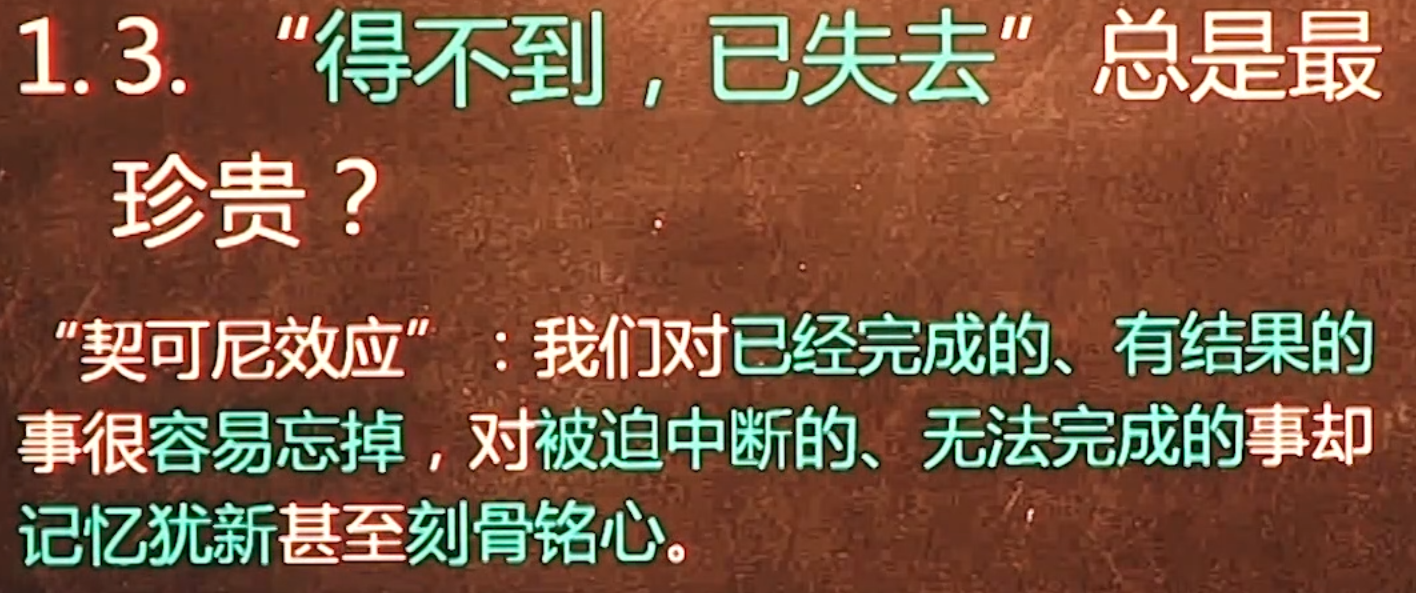 1.3. “得不到，已失去”总是最
珍贵？
“契可尼效应”：我们对已经完成的、有结果的
事很容易忘掉，对被迫中断的、无法完成的事却
记忆犹新甚至刻骨铭心。